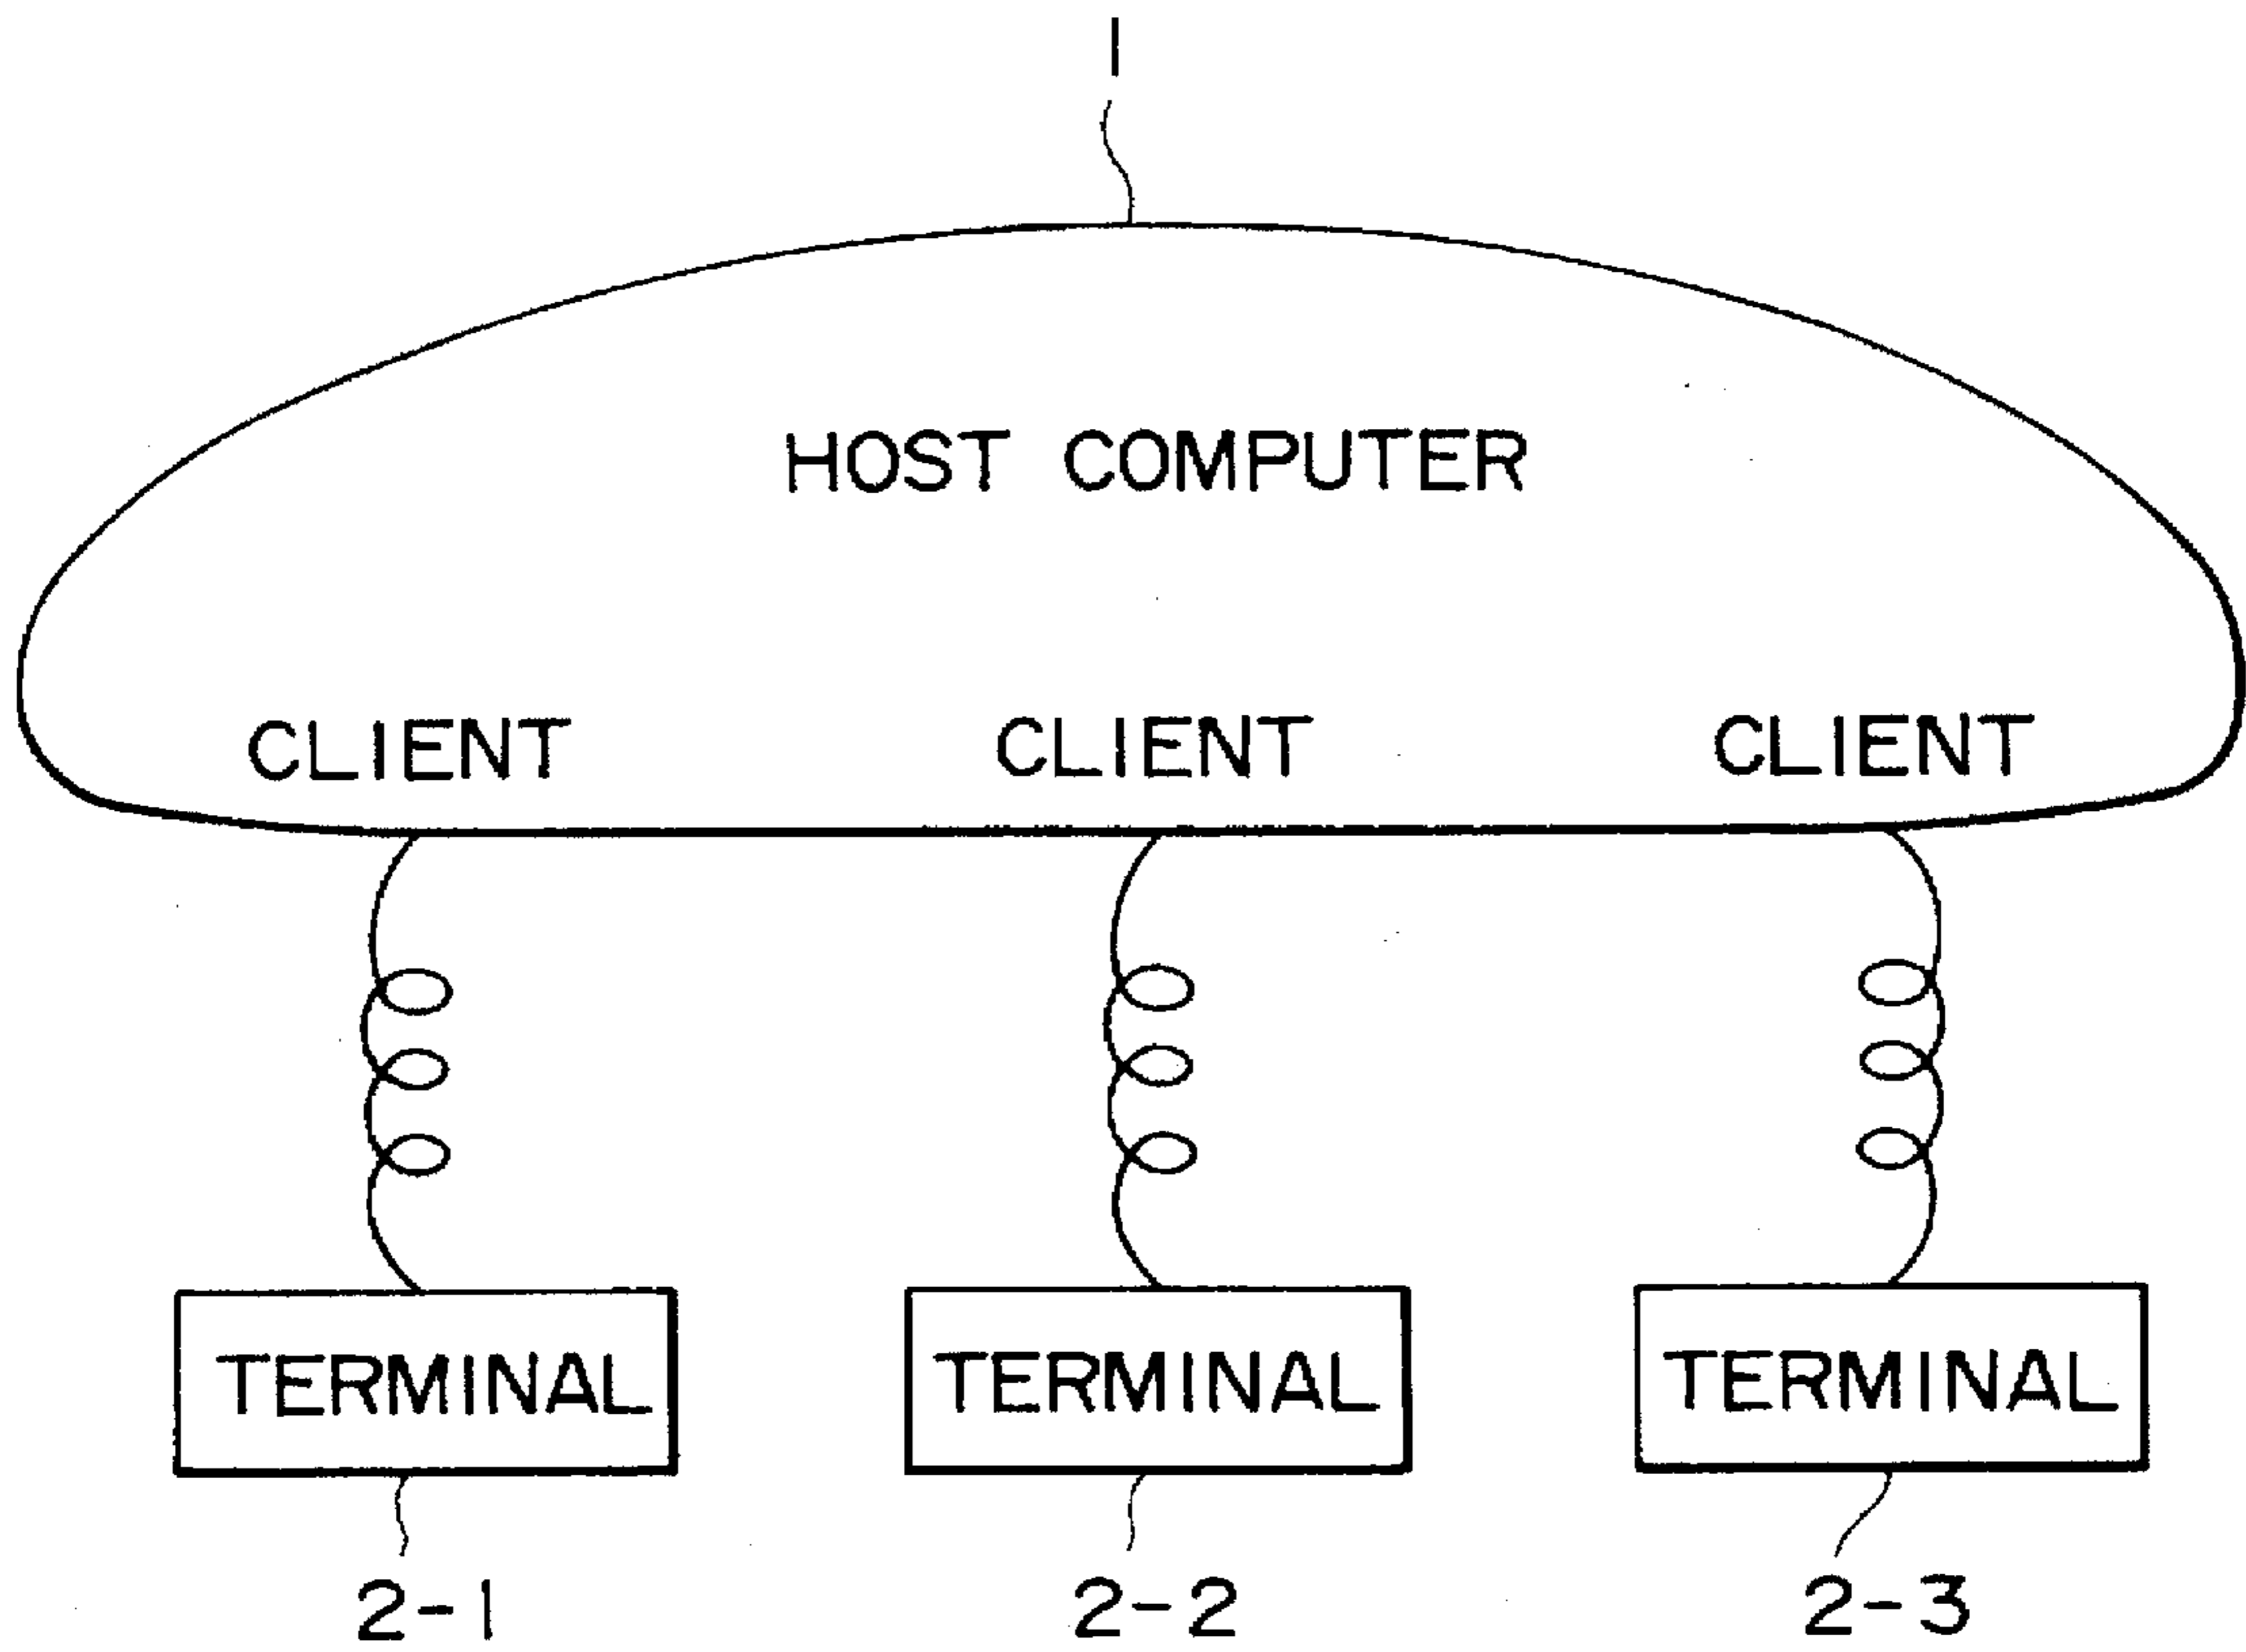 1
HOST COMPUTER
CLIENT CLIENT CLIENT
TERMINAL TERMINAL TERMINAL
2-1 2-2 2-3